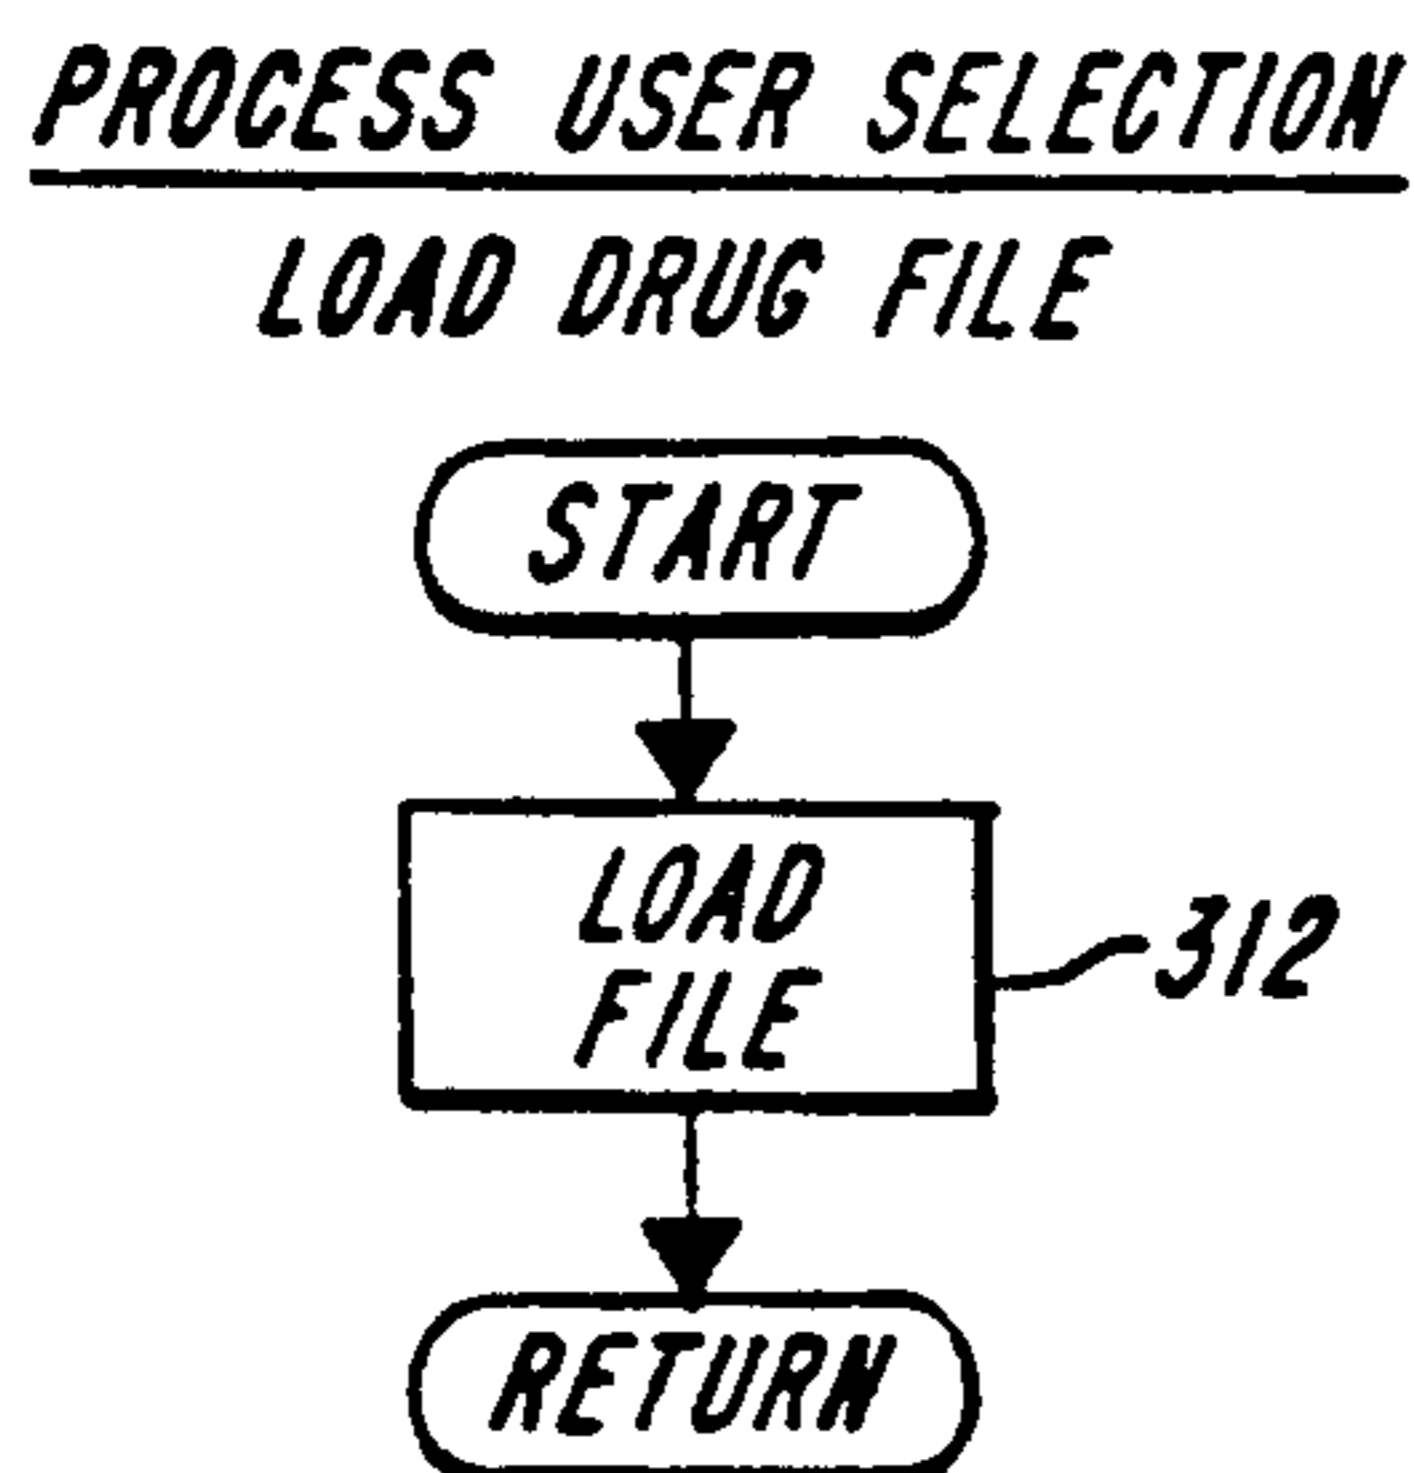 PROCESS USER SELECTION
LOAD DRUG FILE
START
LOAD
FILE
312
RETURN